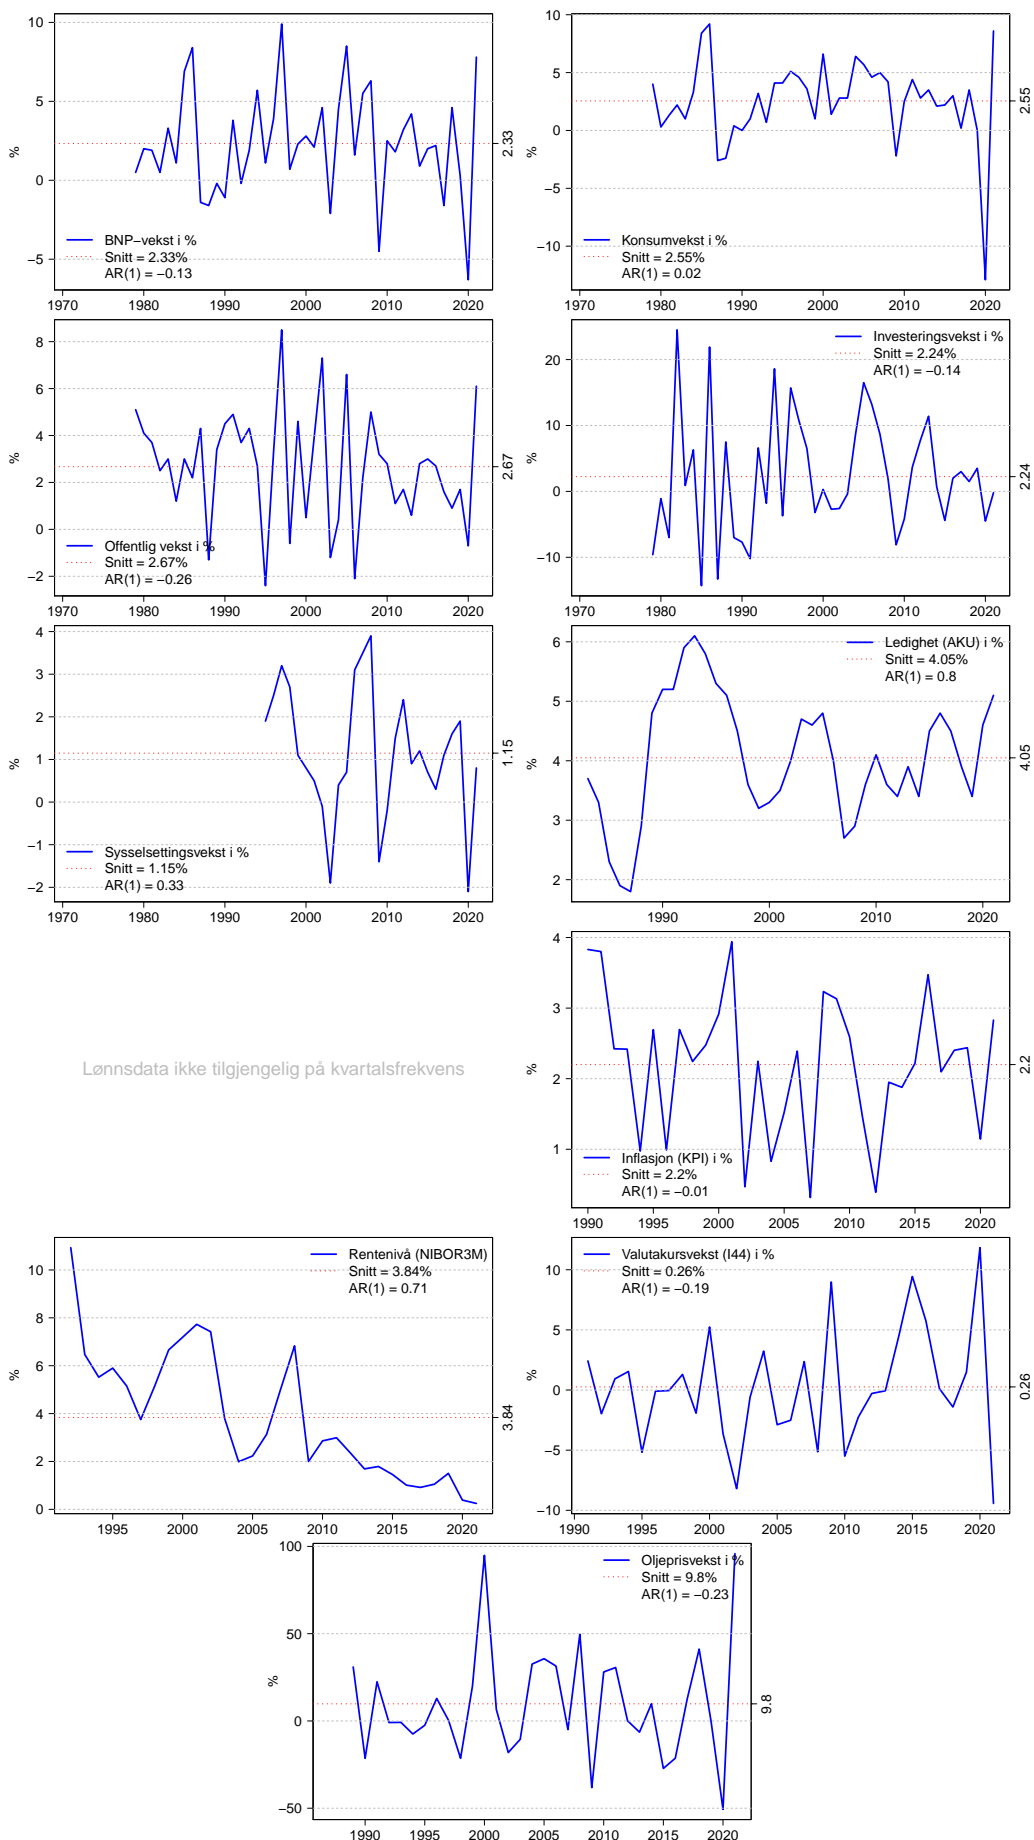 10
5
0
−5
%
2.33
BNP−vekst i %
Snitt = 2.33%
AR(1) = −0.13
1970 1980 1990 2000 2010 2020
10
5
0
−5
−10
%
2.55
Konsumvekst i %
Snitt = 2.55%
AR(1) = 0.02
1970 1980 1990 2000 2010 2020
8
6
4
2
0
−2
%
2.67
Offentlig vekst i %
Snitt = 2.67%
AR(1) = −0.26
1970 1980 1990 2000 2010 2020
20
10
0
−10
%
2.24
Investeringsvekst i %
Snitt = 2.24%
AR(1) = −0.14
1970 1980 1990 2000 2010 2020
4
3
2
1
0
−1
−2
%
1.15
Sysselsettingsvekst i %
Snitt = 1.15%
AR(1) = 0.33
1970 1980 1990 2000 2010 2020
6
5
4
3
2
%
4.05
Ledighet (AKU) i %
Snitt = 4.05%
AR(1) = 0.8
1990 2000 2010 2020
Lønnsdata ikke tilgjengelig på kvartalsfrekvens
4
3
2
1
%
2.2
Inflasjon (KPI) i %
Snitt = 2.2%
AR(1) = −0.01
1990 1995 2000 2005 2010 2015 2020
10
8
6
4
2
0
%
3.84
Rentenivå (NIBOR3M)
Snitt = 3.84%
AR(1) = 0.71
1995 2000 2005 2010 2015 2020
10
5
0
−5
−10
%
0.26
Valutakursvekst (I44) i %
Snitt = 0.26%
AR(1) = −0.19
1990 1995 2000 2005 2010 2015 2020
100
50
0
−50
%
9.8
Oljeprisvekst i %
Snitt = 9.8%
AR(1) = −0.23
1990 1995 2000 2005 2010 2015 2020